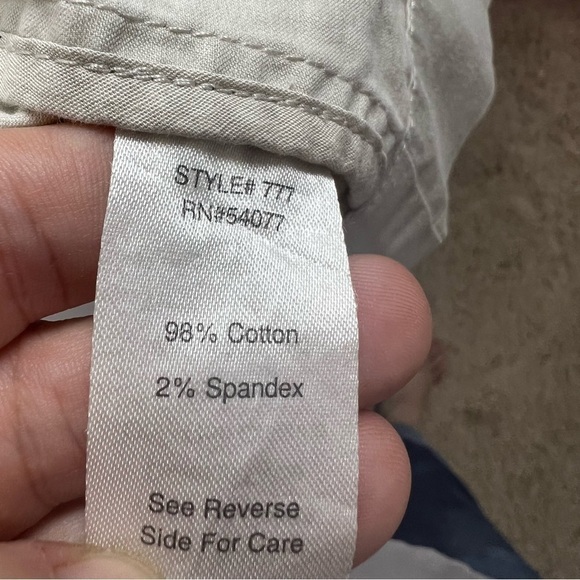 STYLE# 777
RN#54077
98% Cotton
2% Spandex
See Reverse
Side For Care